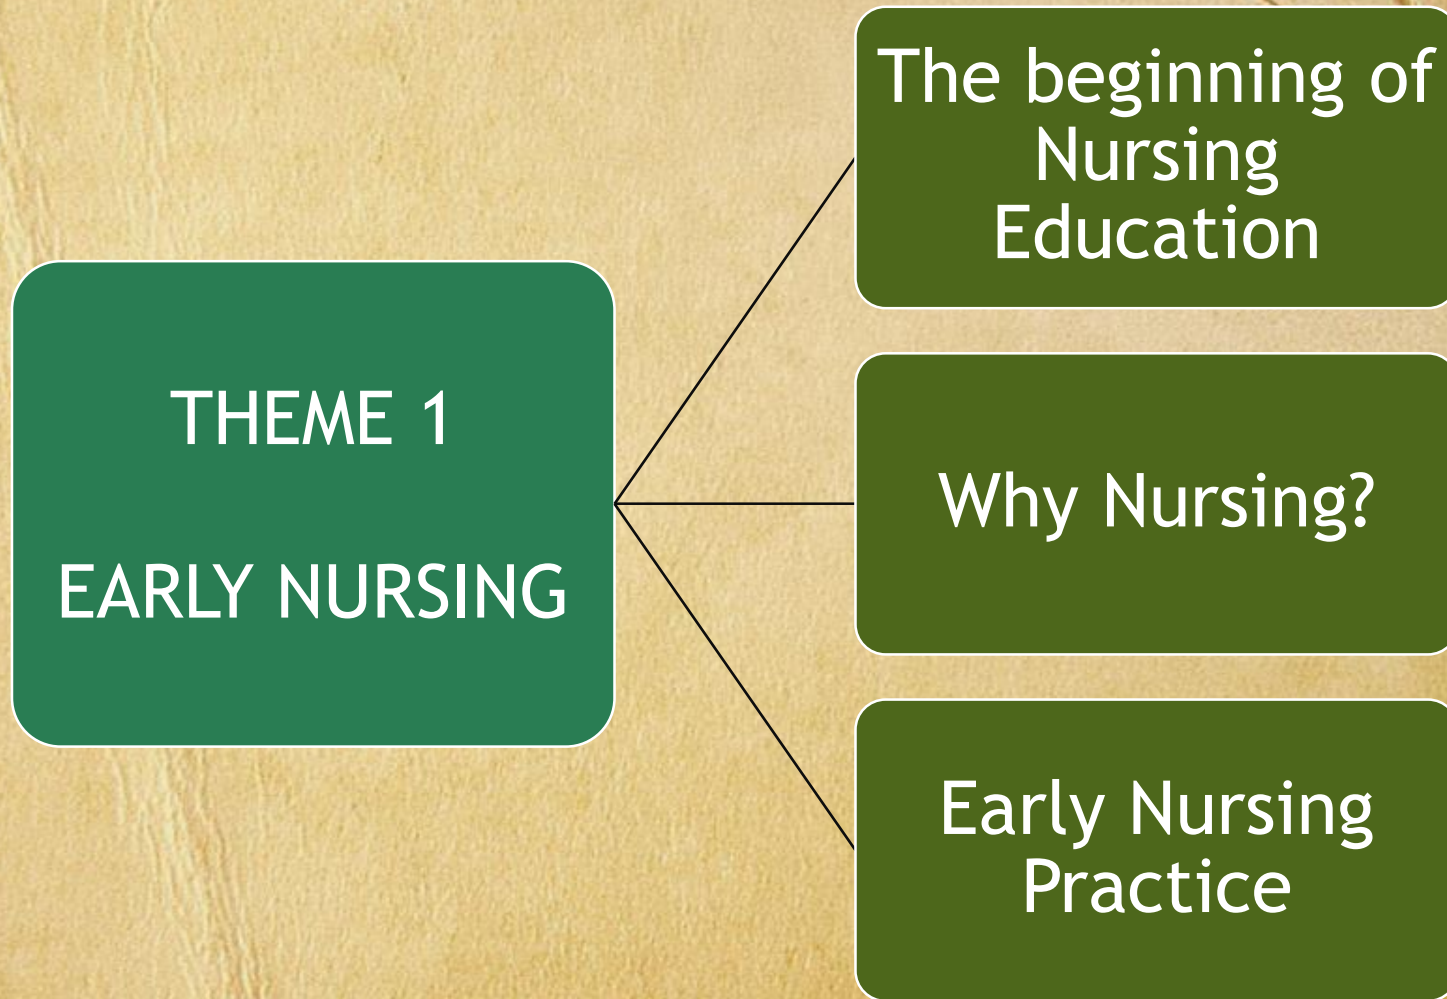 THEME 1
EARLY NURSING
The beginning of
Nursing
Education
Why Nursing?
Early Nursing
Practice